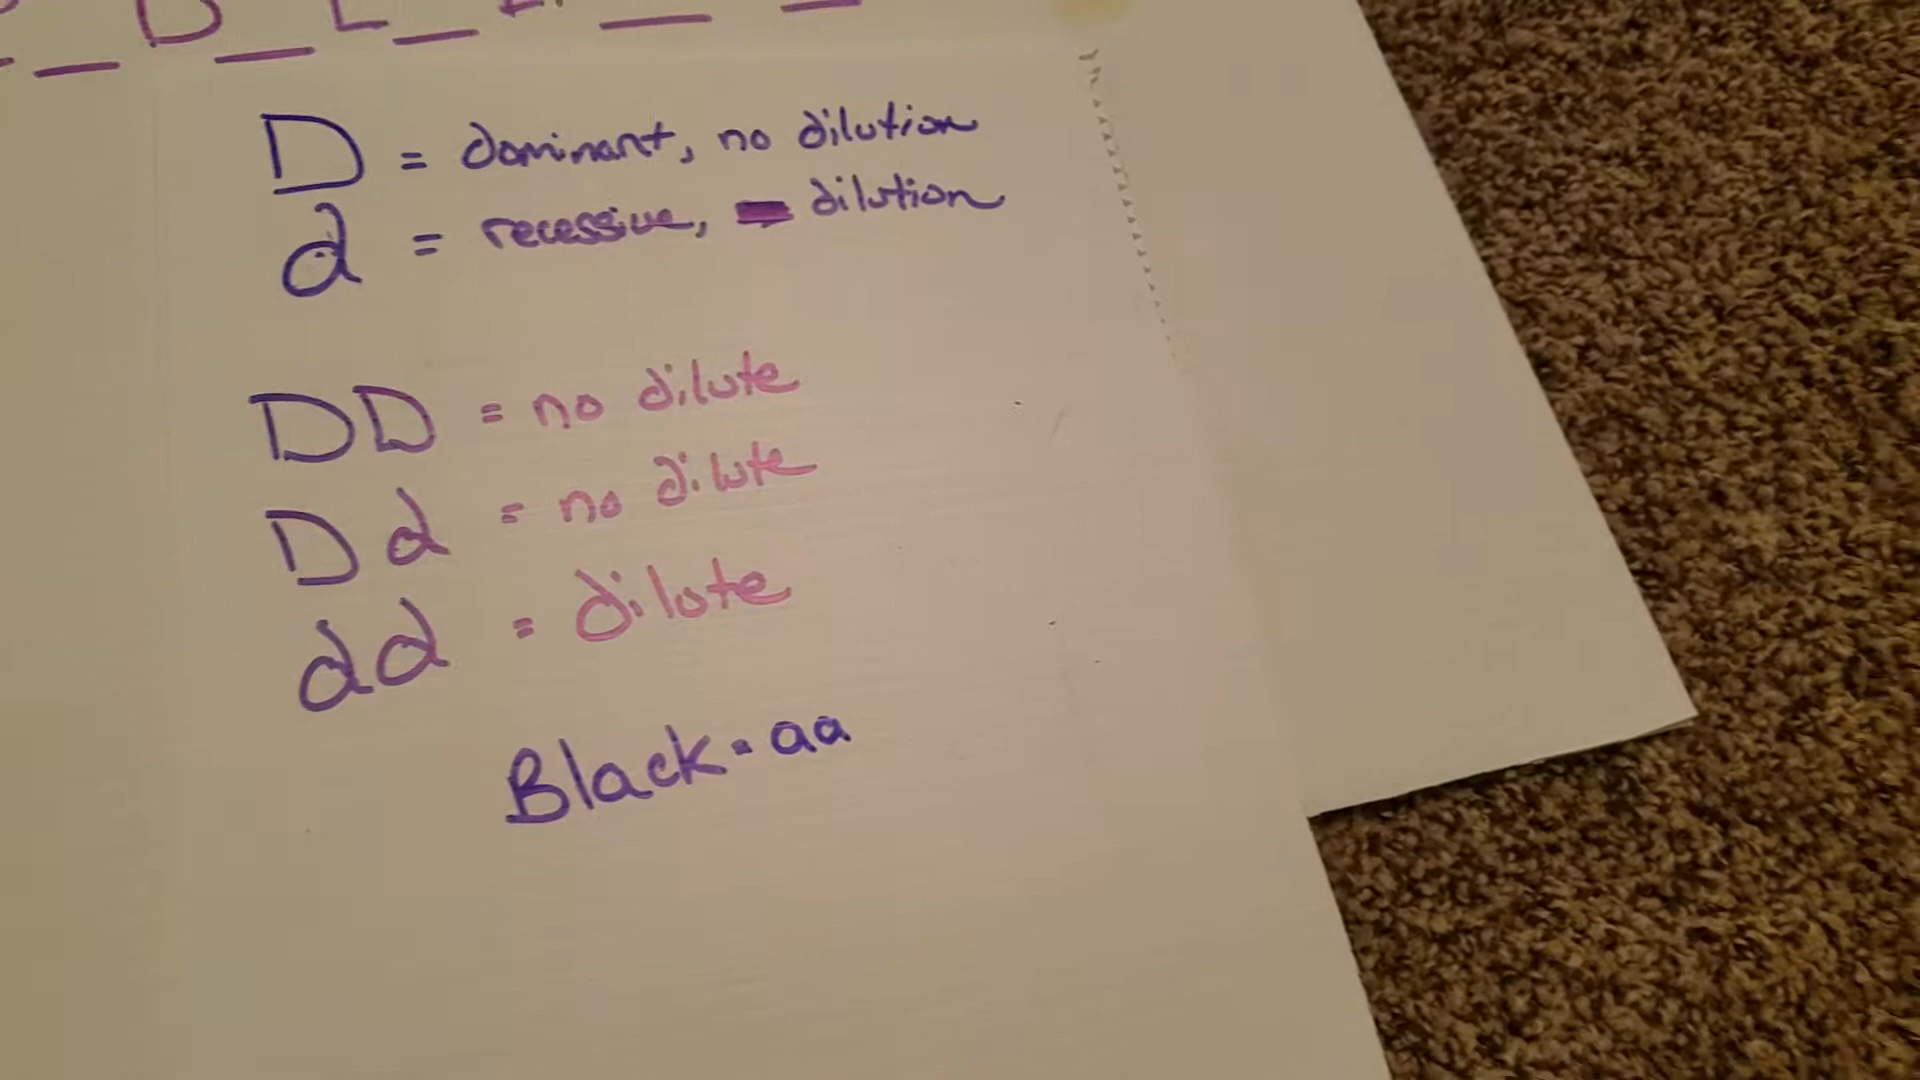 D = dominant, no dilution
d = recessive, dilution
DD = no dilute
Dd = no dilute
dd = dilute
Black = aa